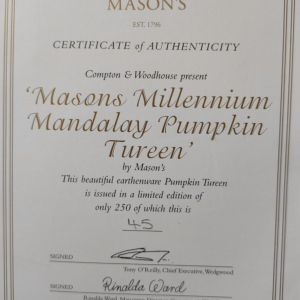 MASON'S
EST. 1796
CERTIFICATE of AUTHENTICITY
Compton & Woodhouse present
'Masons Millennium
Mandalay Pumpkin
Tureen'
by Mason's
This beautiful earthenware Pumpkin Tureen
is issued in a limited edition of
only 250 of which this is
45
SIGNED
Tony O'Reilly, Chief Executive, Wedgwood
SIGNED Rinalda Ward
Rinalda Ward,